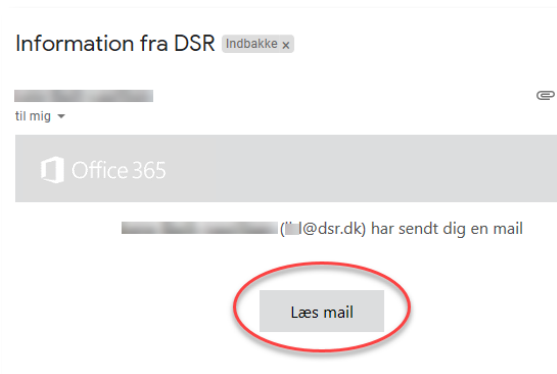 Information fra DSR Indbakke x
til mig
Office 365
@dsr.dk) har sendt dig en mail
Læs mail